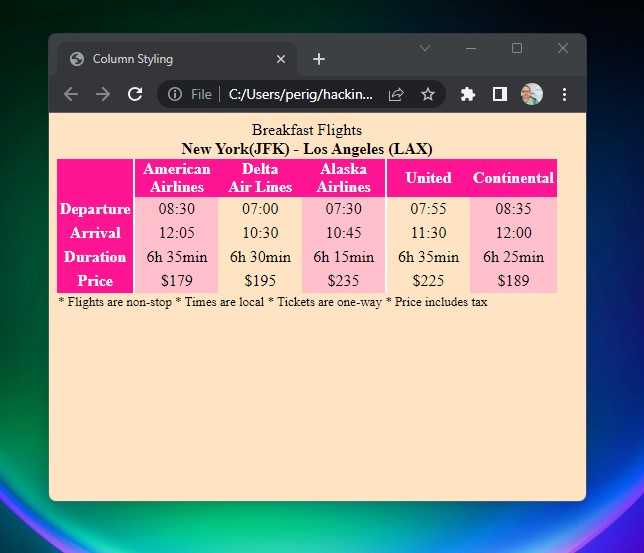 Column Styling
File | C:/Users/perig/hackin...
Breakfast Flights
New York(JFK) - Los Angeles (LAX)
American Airlines Delta Air Lines Alaska Airlines United Continental
Departure 08:30 07:00 07:30 07:55 08:35
Arrival 12:05 10:30 10:45 11:30 12:00
Duration 6h 35min 6h 30min 6h 15min 6h 35min 6h 25min
Price $179 $195 $235 $225 $189
* Flights are non-stop * Times are local * Tickets are one-way * Price includes tax